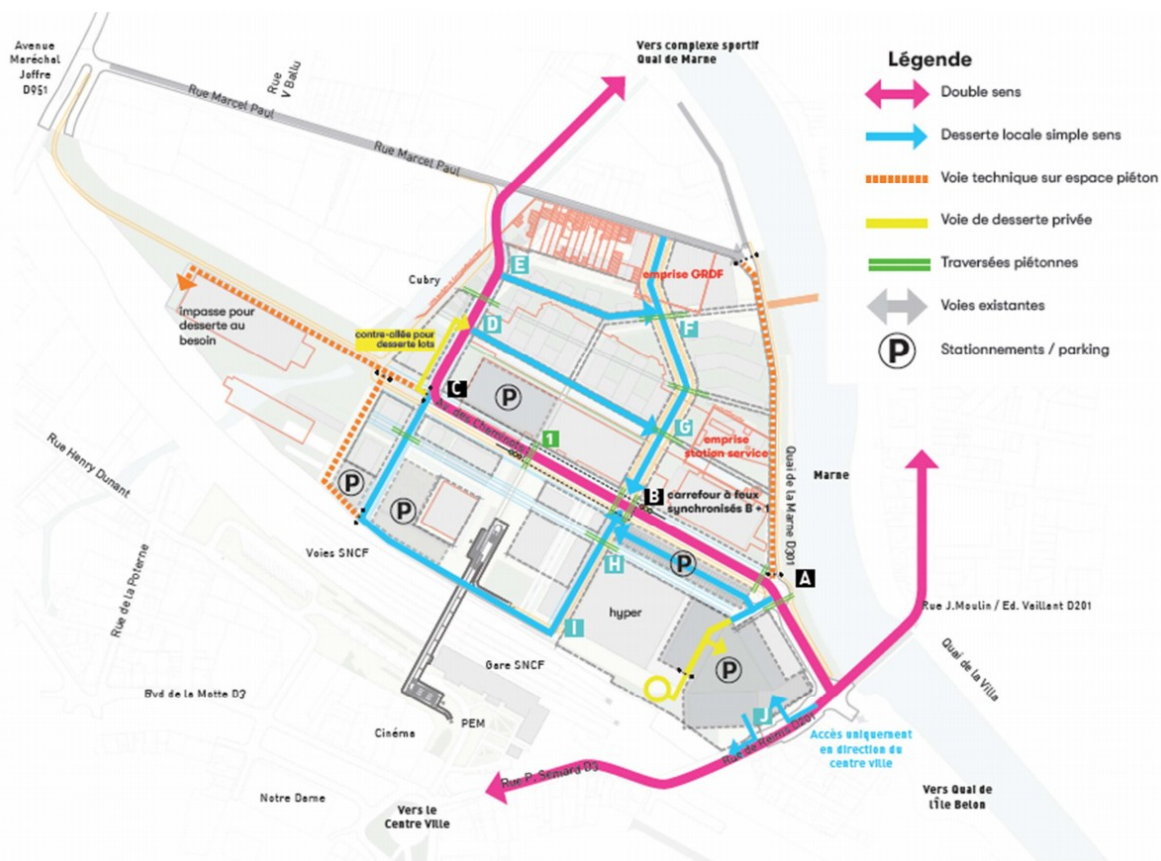 Avenue
Maréchal
Joffre
D951
Rue
V Ballu
Rue Marcel Paul
Rue Marcel Paul
Vers complexe sportif
Quai de Marne
Légende
Double sens
Desserte locale simple sens
Voie technique sur espace piéton
Voie de desserte privée
Traversées piétonnes
Voies existantes
P
Stationnements / parking
Cubry
E
emprise GRDF
impasse pour
desserte au
besoin
contre-allée pour
desserte lots
D
F
C
P
Av. des Cheminots
1
G
emprise
station service
Quai de la Marne D301
Marne
Rue Henry Dunant
P
P
B
carrefour à feux
synchronisés B + 1
Voies SNCF
H
P
A
Rue de la Poterne
hyper
I
Rue J.Moulin / Ed. Vaillant D201
Gare SNCF
P
Quai de la Villa
Bvd de la Motte D3
PEM
Cinéma
J
Rue de Reims D201
Accès uniquement
en direction du
centre ville
Rue P. Sémard D3
Notre Dame
Vers le
Centre Ville
Vers Quai de
l'Île Belon